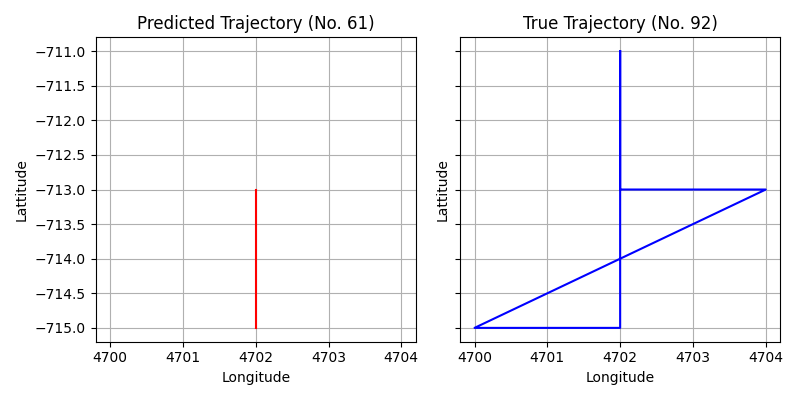 Predicted Trajectory (No. 61)
True Trajectory (No. 92)
−711.0
−711.5
−712.0
−712.5
−713.0
−713.5
−714.0
−714.5
−715.0
Lattitude
Lattitude
4700 4701 4702 4703 4704
4700 4701 4702 4703 4704
Longitude
Longitude